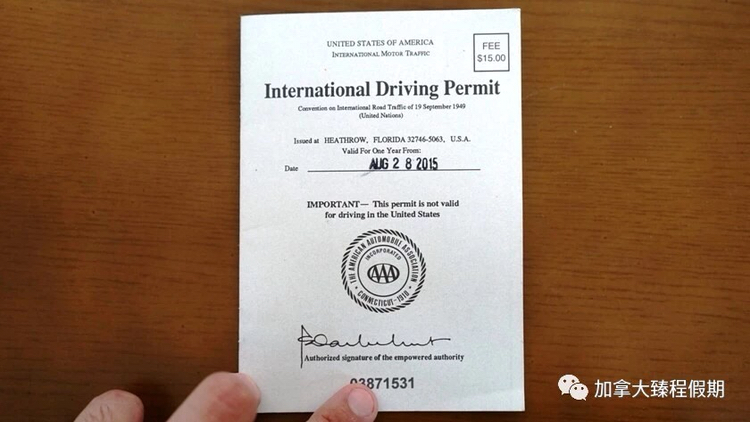 UNITED STATES OF AMERICA
INTERNATIONAL MOTOR TRAFFIC
FEE
$15.00
International Driving Permit
Convention on International Road Traffic of 19 September 1949
(United Nations)
Issued at HEATHROW, FLORIDA 32746-5063, U.S.A.
Valid For One Year From:
Date AUG 28 2015
IMPORTANT— This permit is not valid
for driving in the United States
THE AMERICAN AUTOMOBILE ASSOCIATION
INCORPORATED
AAA
CONNECTICUT-1910
Authorized signature of the empowered authority
03871531
加拿大臻程假期